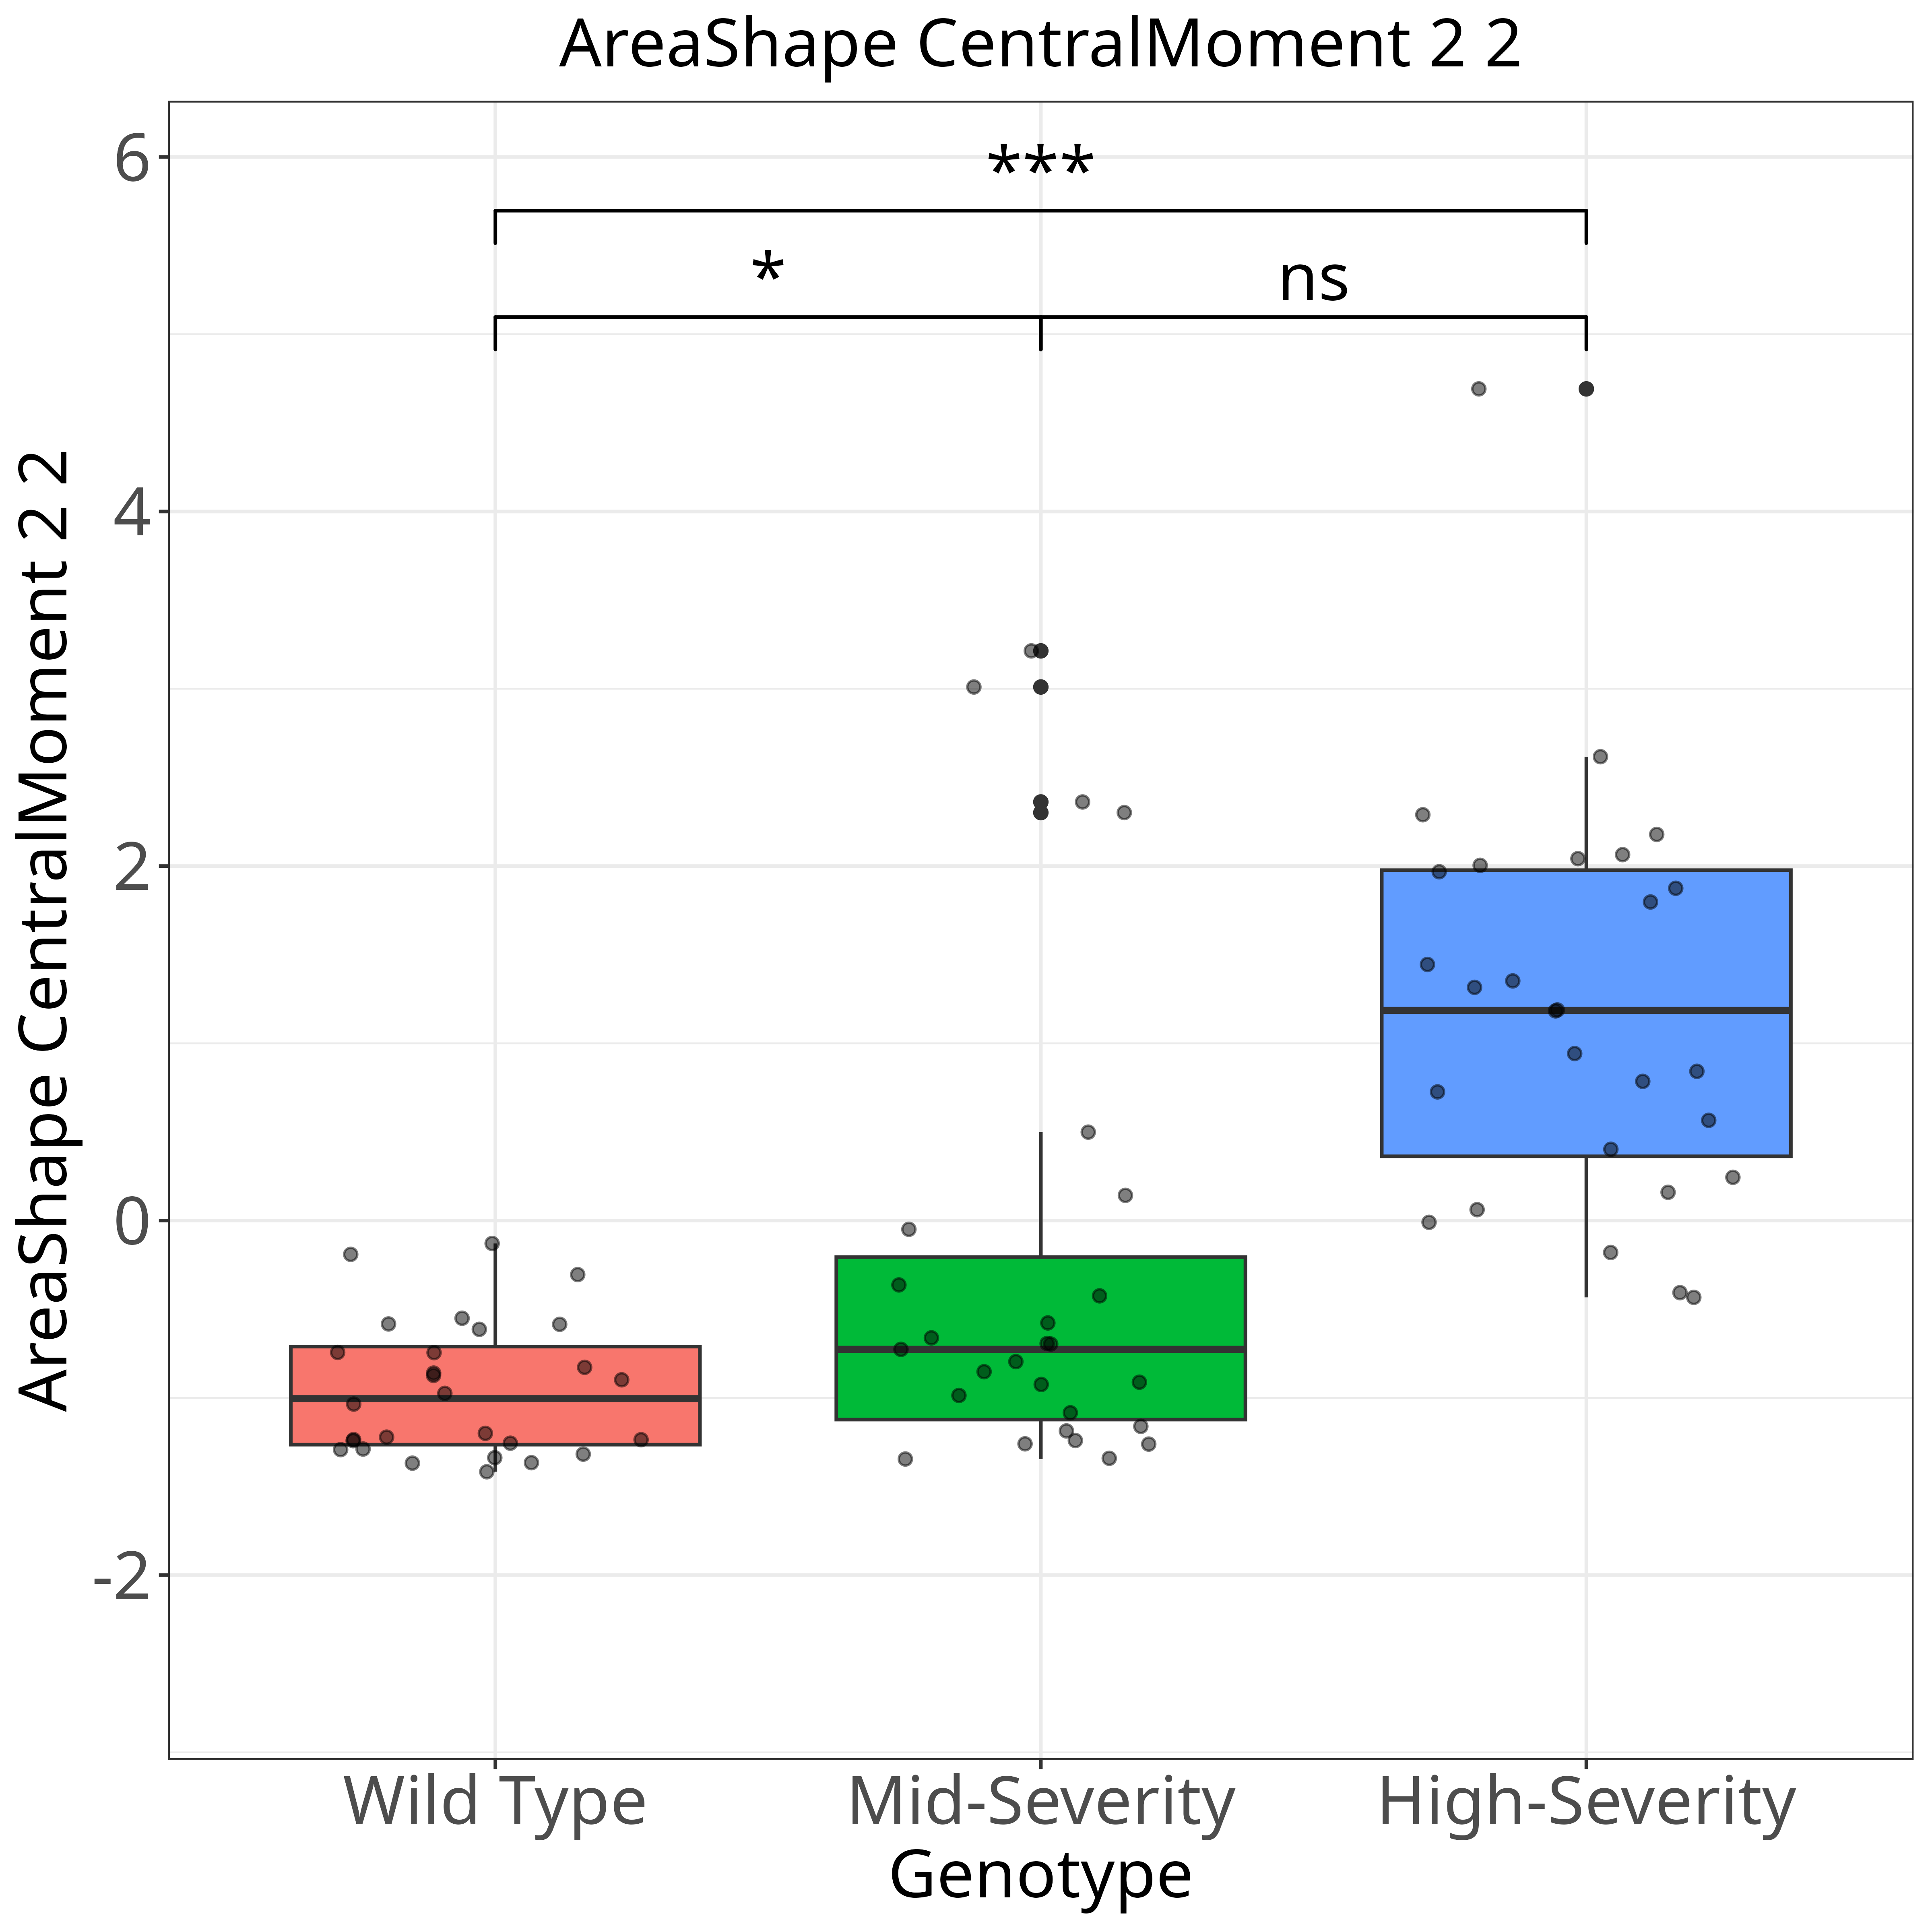 AreaShape CentralMoment 2 2
AreaShape CentralMoment 2 2
6
4
2
0
-2
***
*
ns
Wild Type
Mid-Severity
High-Severity
Genotype